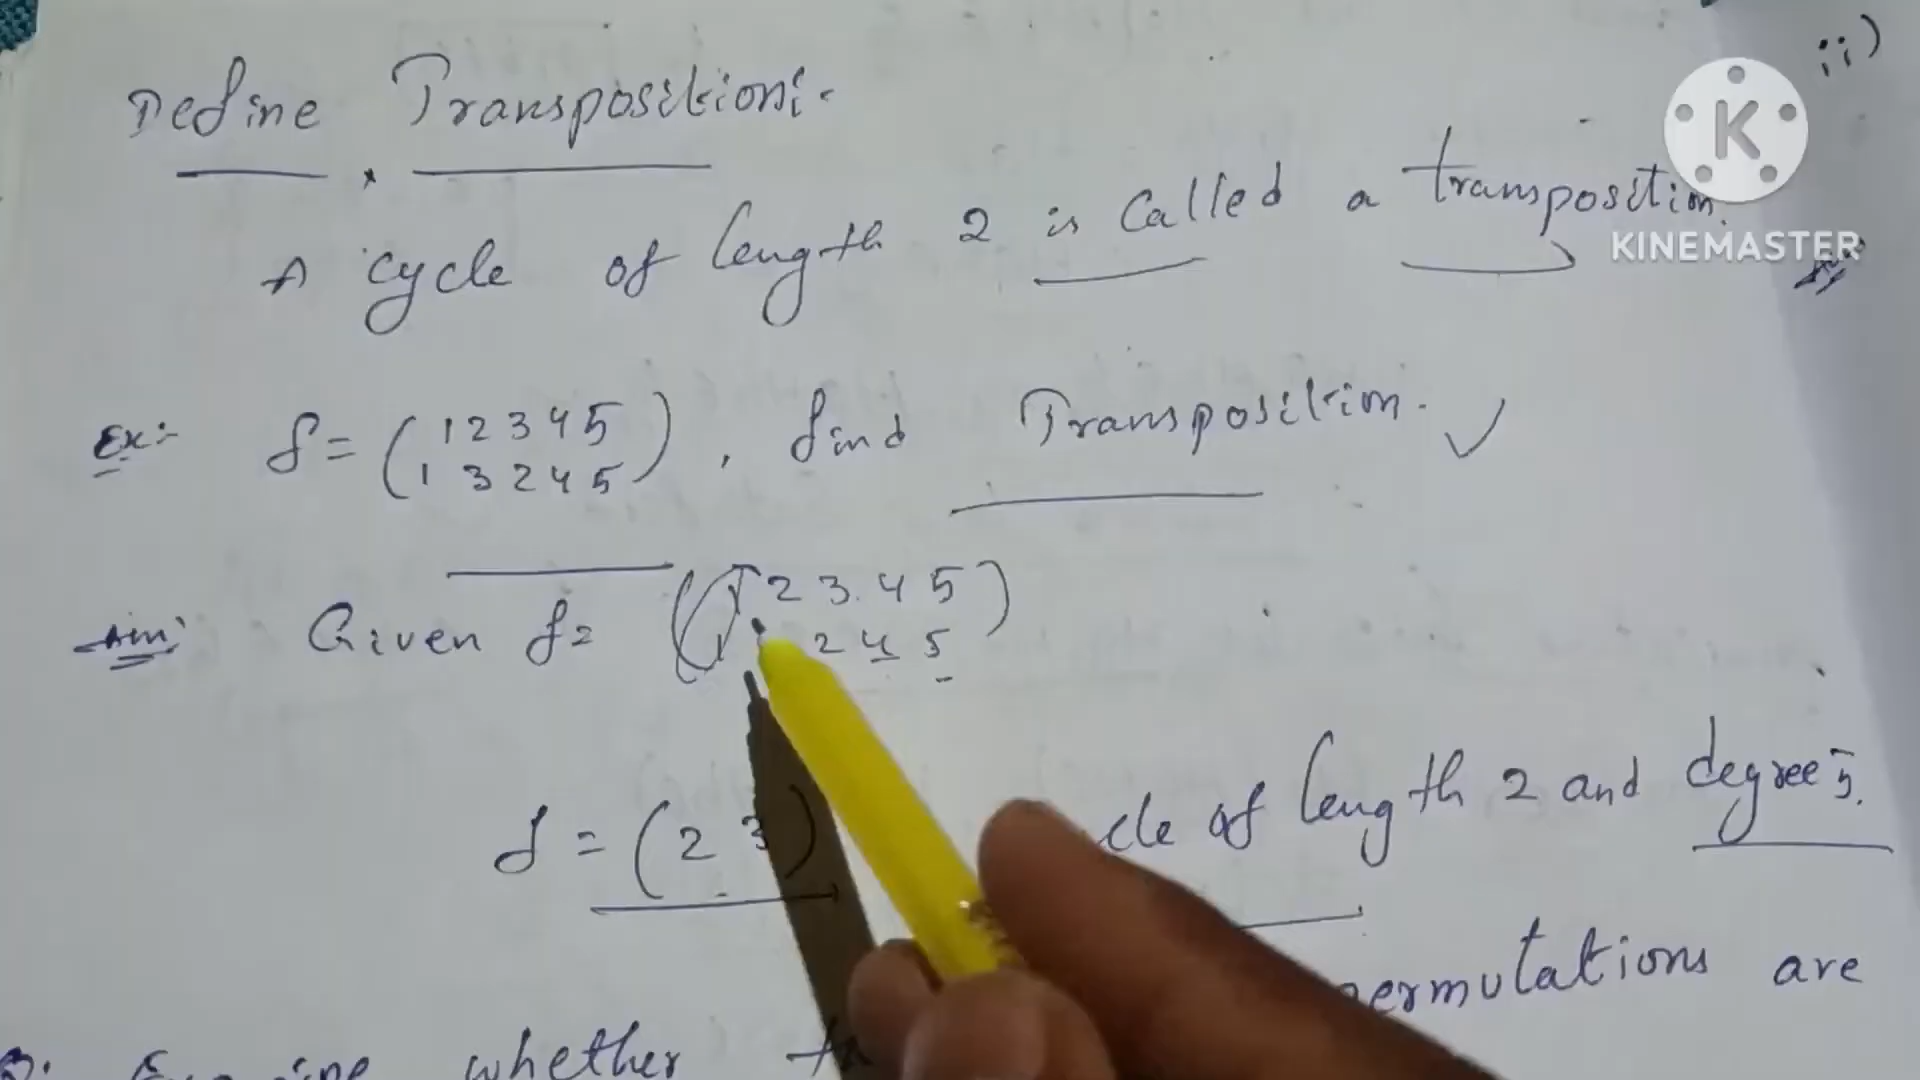 Define Transposition:-
ii)
A cycle of length 2 is called a transposition.
KINEMASTER
Ex:- f = ( 1 2 3 4 5 ) , find Transposition. ✓
1 3 2 4 5
Given f = ( 1 2 3 4 5 )
1 2 4 5
f = (2 3) cle of length 2 and degree 5.
ermutations are
whether